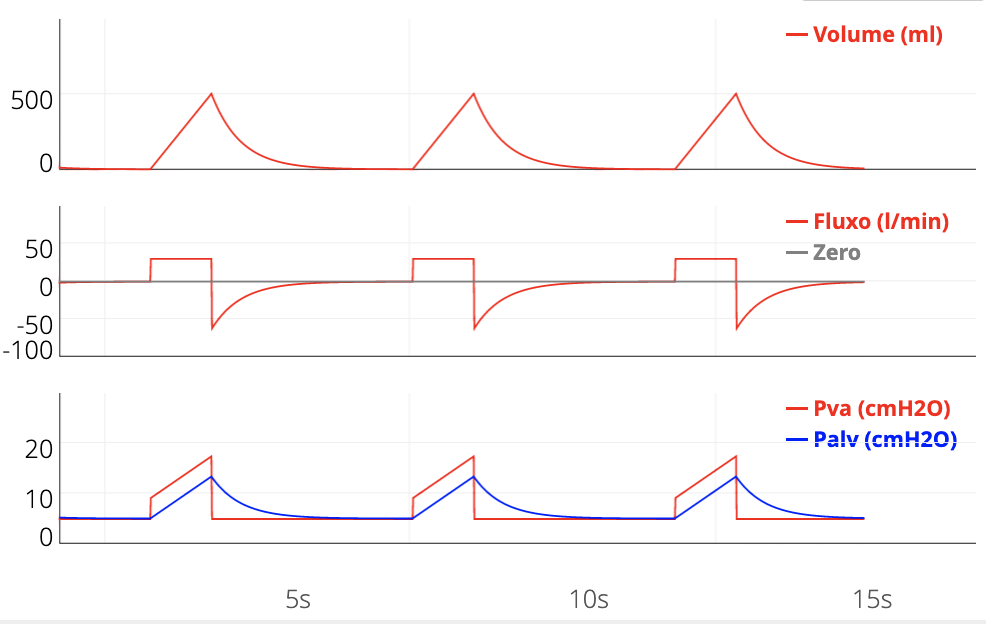 Volume (ml)
500
0
Fluxo (l/min)
Zero
50
0
-50
-100
Pva (cmH2O)
Palv (cmH2O)
20
10
0
5s 10s 15s